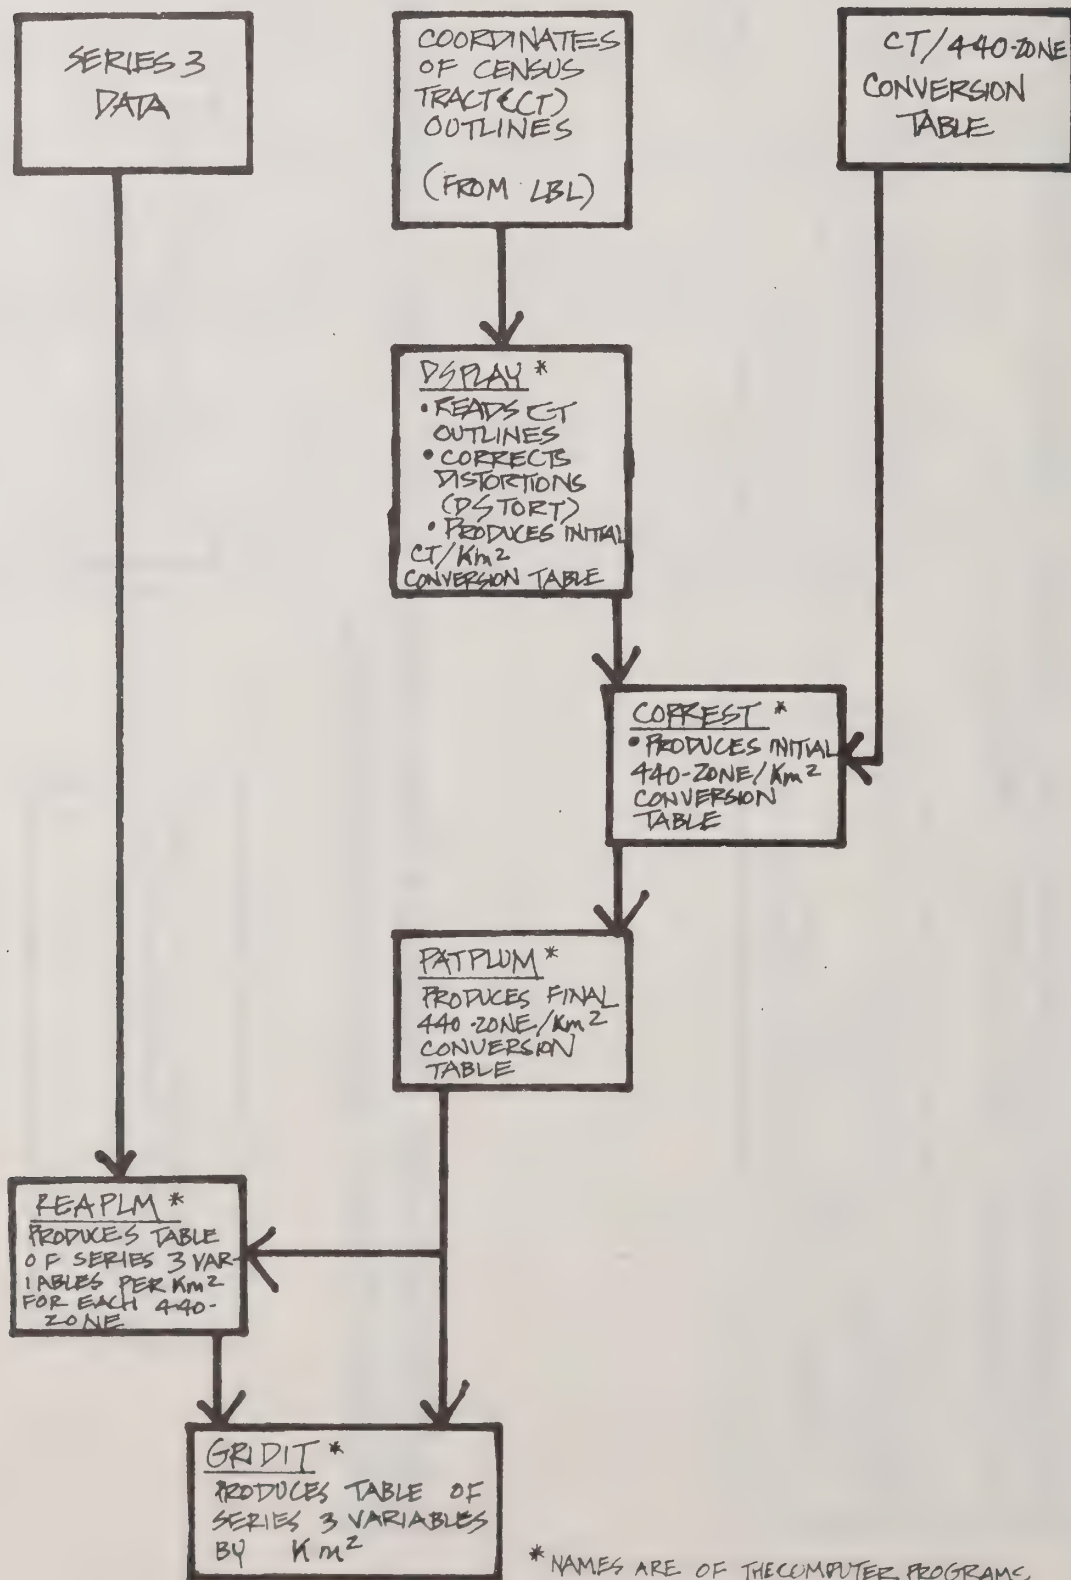 SERIES 3
DATA
COORDINATIES
OF CENSUS
TRACT(CT)
OUTLINES
(FROM LBL)
CT/440-ZONE
CONVERSION
TABLE
DSPLAY *
• READS CT
OUTLINES
• CORRECTS
DISTORTIONS
(DSTORT)
• PRODUCES INITIAL
CT/Km²
CONVERSION TABLE
CORREST *
• PRODUCES INITIAL
440-ZONE/Km²
CONVERSION
TABLE
PATPLUM *
PRODUCES FINAL
440-ZONE/Km²
CONVERSION
TABLE
REAPLM *
PRODUCES TABLE
OF SERIES 3 VAR-
IABLES PER Km²
FOR EACH 440-
ZONE
GRIDIT *
PRODUCES TABLE OF
SERIES 3 VARIABLES
BY Km²
* NAMES ARE OF THE COMPUTER PROGRAMS